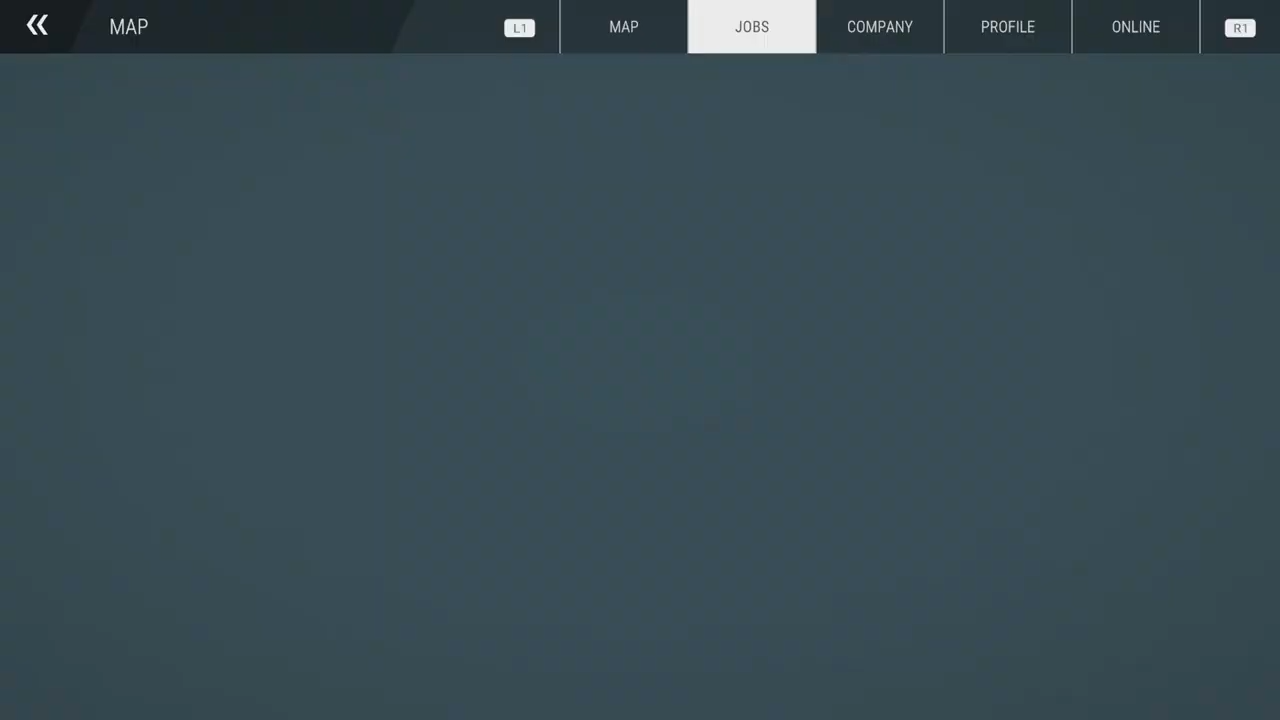 MAP
L1
MAP
JOBS
COMPANY
PROFILE
ONLINE
R1